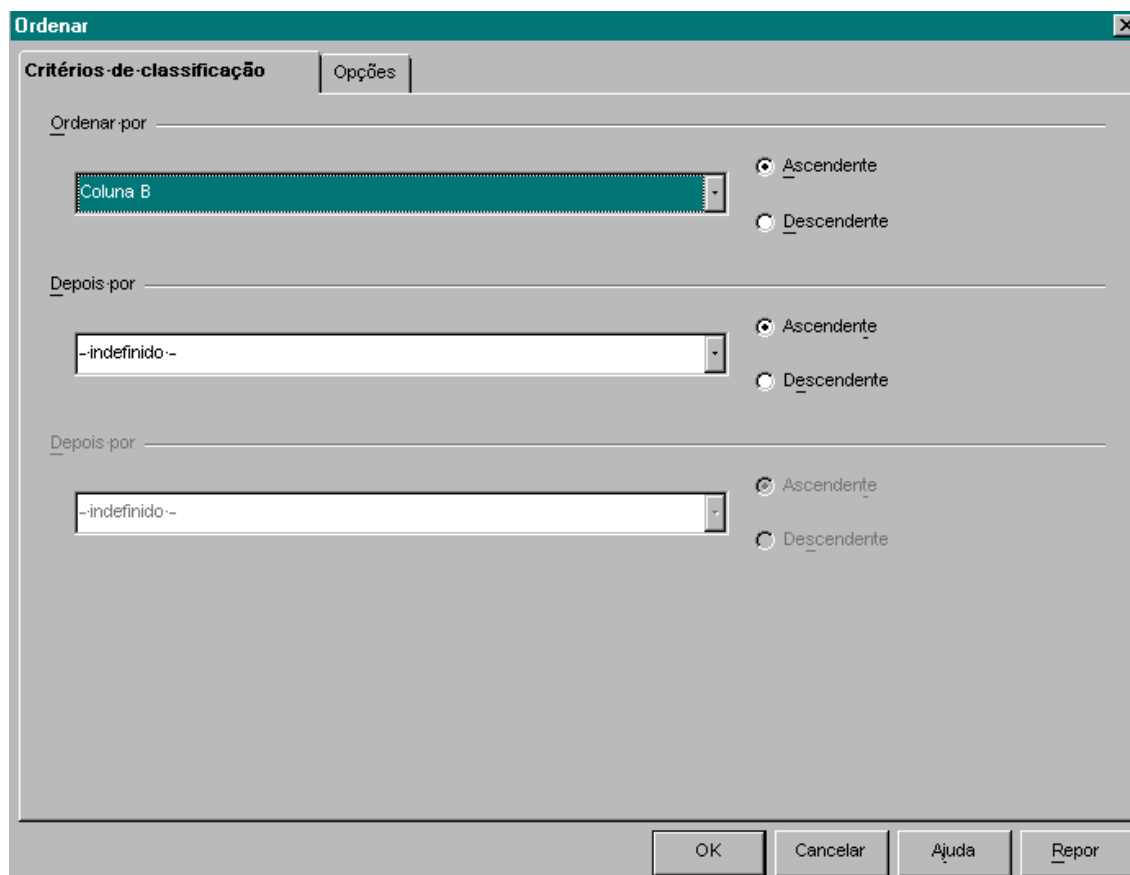 Ordenar
Critérios·de·classificação
Opções
Ordenar·por
Coluna B
Ascendente
Descendente
Depois·por
–·indefinido·–
Ascendente
Descendente
Depois·por
–·indefinido·–
Ascendente
Descendente
OK
Cancelar
Ajuda
Repor